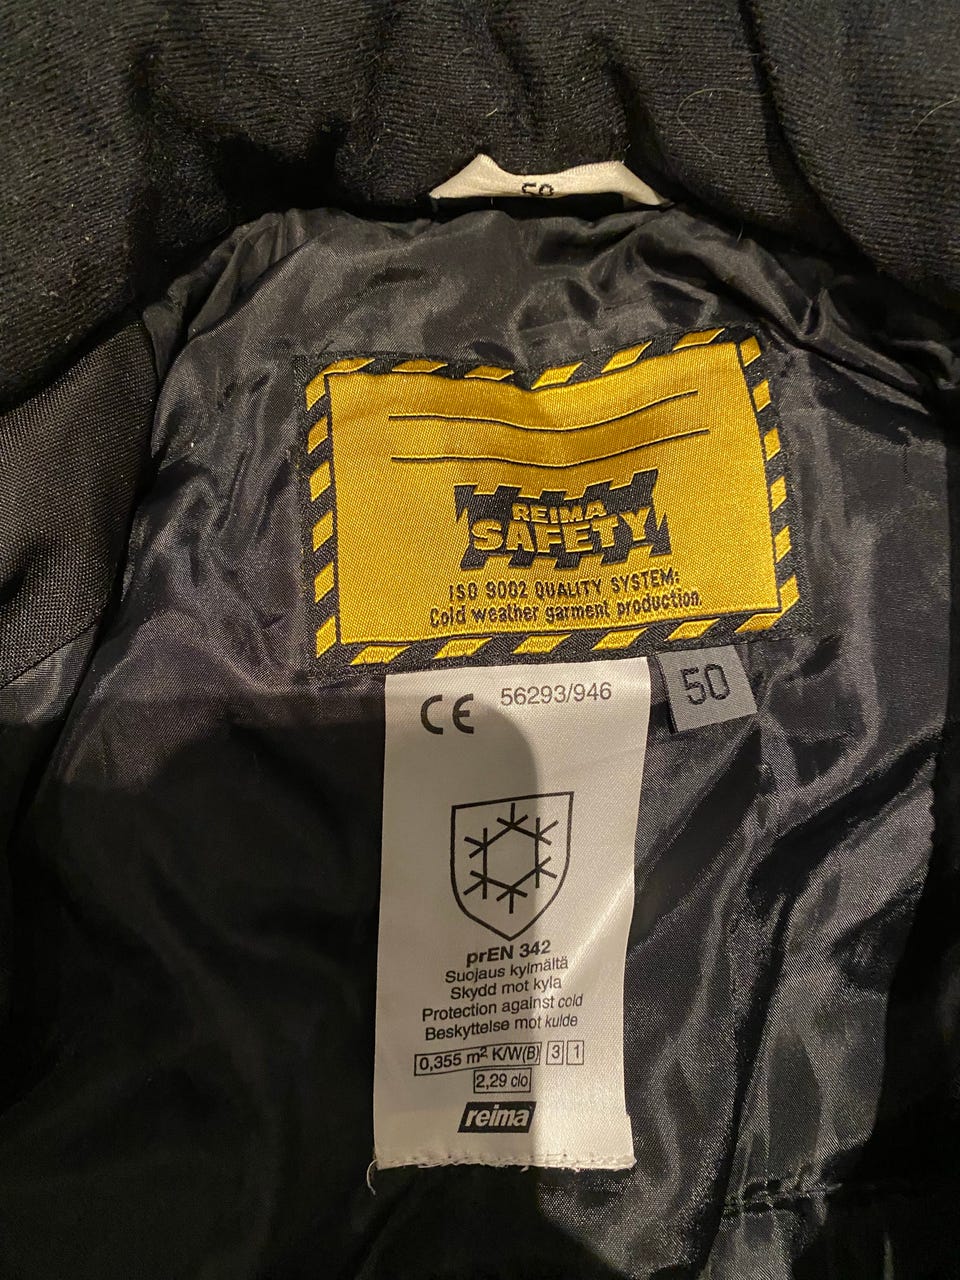 50
REIMA
SAFETY
ISO 9002 QUALITY SYSTEM:
Cold weather garment production.
50
CE 56293/946
prEN 342
Suojaus kylmältä
Skydd mot kyla
Protection against cold
Beskyttelse mot kulde
0,355 m² K/W(B) 3 1
2,29 clo
reima